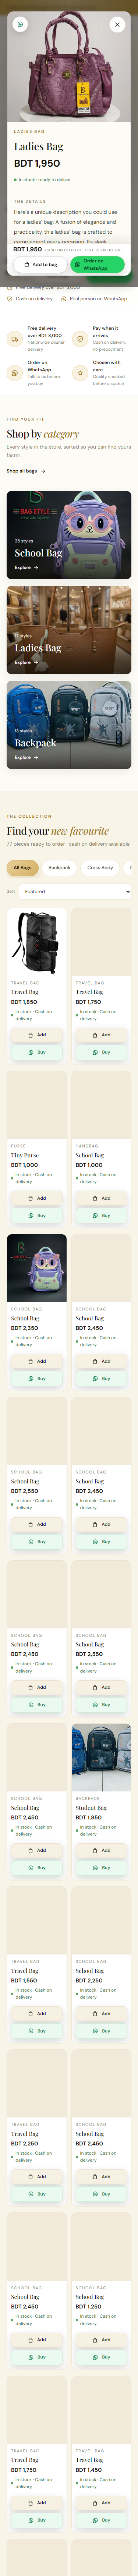 LADIES BAG
Ladies Bag
BDT 1,950
In stock · ready to deliver
THE DETAILS
Here's a unique description you could use
for a ladies' bag: A fusion of elegance and
practicality, this bag is crafted to
complement every occasion. Its sleek
BDT 1,950
Add to bag
Order on
WhatsApp
Cash on delivery
Real person on WhatsApp
Free delivery
over BDT 3,000
Nationwide courier
delivery
Pay when it
arrives
Cash on delivery,
no prepayment
Order on
WhatsApp
Talk to us before
you buy
Chosen with
care
Quality checked
before dispatch
FIND YOUR FIT
Shop by category
Every style in the store, sorted so you can find yours
faster.
Shop all bags →
BAG STYLE
25 styles
School Bag
Explore →
Ladies Bag
Explore →
Backpack
Explore →
THE COLLECTION
Find your new favourite
77 pieces ready to order · cash on delivery available
All Bags
Backpack
Cross Body
Sort
Featured
TRAVEL BAG
Travel Bag
BDT 1,850
In stock · Cash on
delivery
Add
Buy
TRAVEL BAG
Travel Bag
BDT 1,750
In stock · Cash on
delivery
Add
Buy
PURSE
Tiny Purse
BDT 1,000
In stock · Cash on
delivery
Add
Buy
HANDBAG
School Bag
BDT 1,000
In stock · Cash on
delivery
Add
Buy
SCHOOL BAG
School Bag
BDT 2,350
In stock · Cash on
delivery
Add
Buy
SCHOOL BAG
School Bag
BDT 2,450
In stock · Cash on
delivery
Add
Buy
SCHOOL BAG
School Bag
BDT 2,550
In stock · Cash on
delivery
Add
Buy
SCHOOL BAG
School Bag
BDT 2,450
In stock · Cash on
delivery
Add
Buy
SCHOOL BAG
School Bag
BDT 2,450
In stock · Cash on
delivery
Add
Buy
SCHOOL BAG
School Bag
BDT 2,550
In stock · Cash on
delivery
Add
Buy
SCHOOL BAG
School Bag
BDT 2,450
In stock · Cash on
delivery
Add
Buy
BACKPACK
Student Bag
BDT 1,850
In stock · Cash on
delivery
Add
Buy
TRAVEL BAG
Travel Bag
BDT 1,550
In stock · Cash on
delivery
Add
Buy
SCHOOL BAG
School Bag
BDT 2,250
In stock · Cash on
delivery
Add
Buy
TRAVEL BAG
Travel Bag
BDT 2,250
In stock · Cash on
delivery
Add
Buy
SCHOOL BAG
School Bag
BDT 2,450
In stock · Cash on
delivery
Add
Buy
SCHOOL BAG
School Bag
BDT 2,450
In stock · Cash on
delivery
Add
Buy
SCHOOL BAG
School Bag
BDT 1,250
In stock · Cash on
delivery
Add
Buy
TRAVEL BAG
Travel Bag
BDT 1,750
In stock · Cash on
delivery
Add
Buy
TRAVEL BAG
Travel Bag
BDT 1,450
In stock · Cash on
delivery
Add
Buy